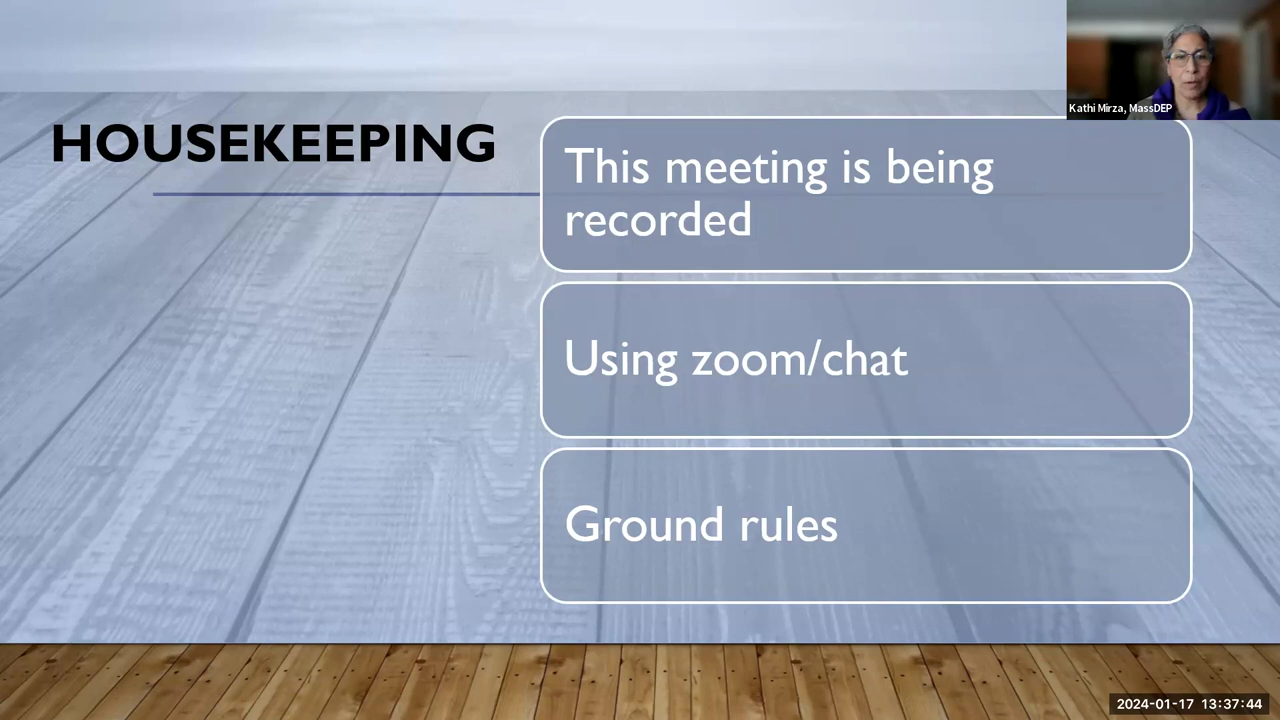 Kathi Mirza, MassDEP
HOUSEKEEPING
This meeting is being
recorded
Using zoom/chat
Ground rules
2024-01-17 13:37:44